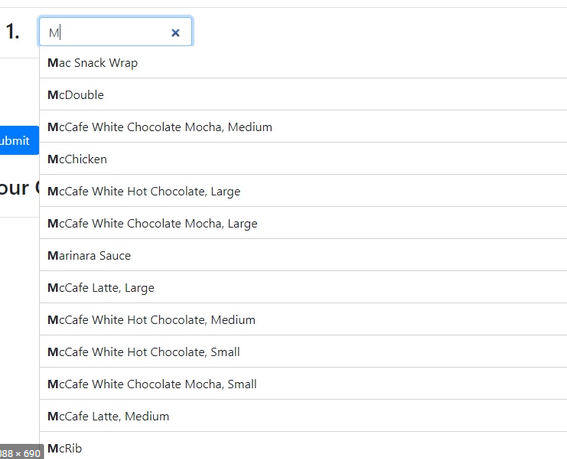 1. M ×
Mac Snack Wrap
McDouble
McCafe White Chocolate Mocha, Medium
ubmit
McChicken
our
McCafe White Hot Chocolate, Large
McCafe White Chocolate Mocha, Large
Marinara Sauce
McCafe Latte, Large
McCafe White Hot Chocolate, Medium
McCafe White Hot Chocolate, Small
McCafe White Chocolate Mocha, Small
McCafe Latte, Medium
McRib
088 × 690